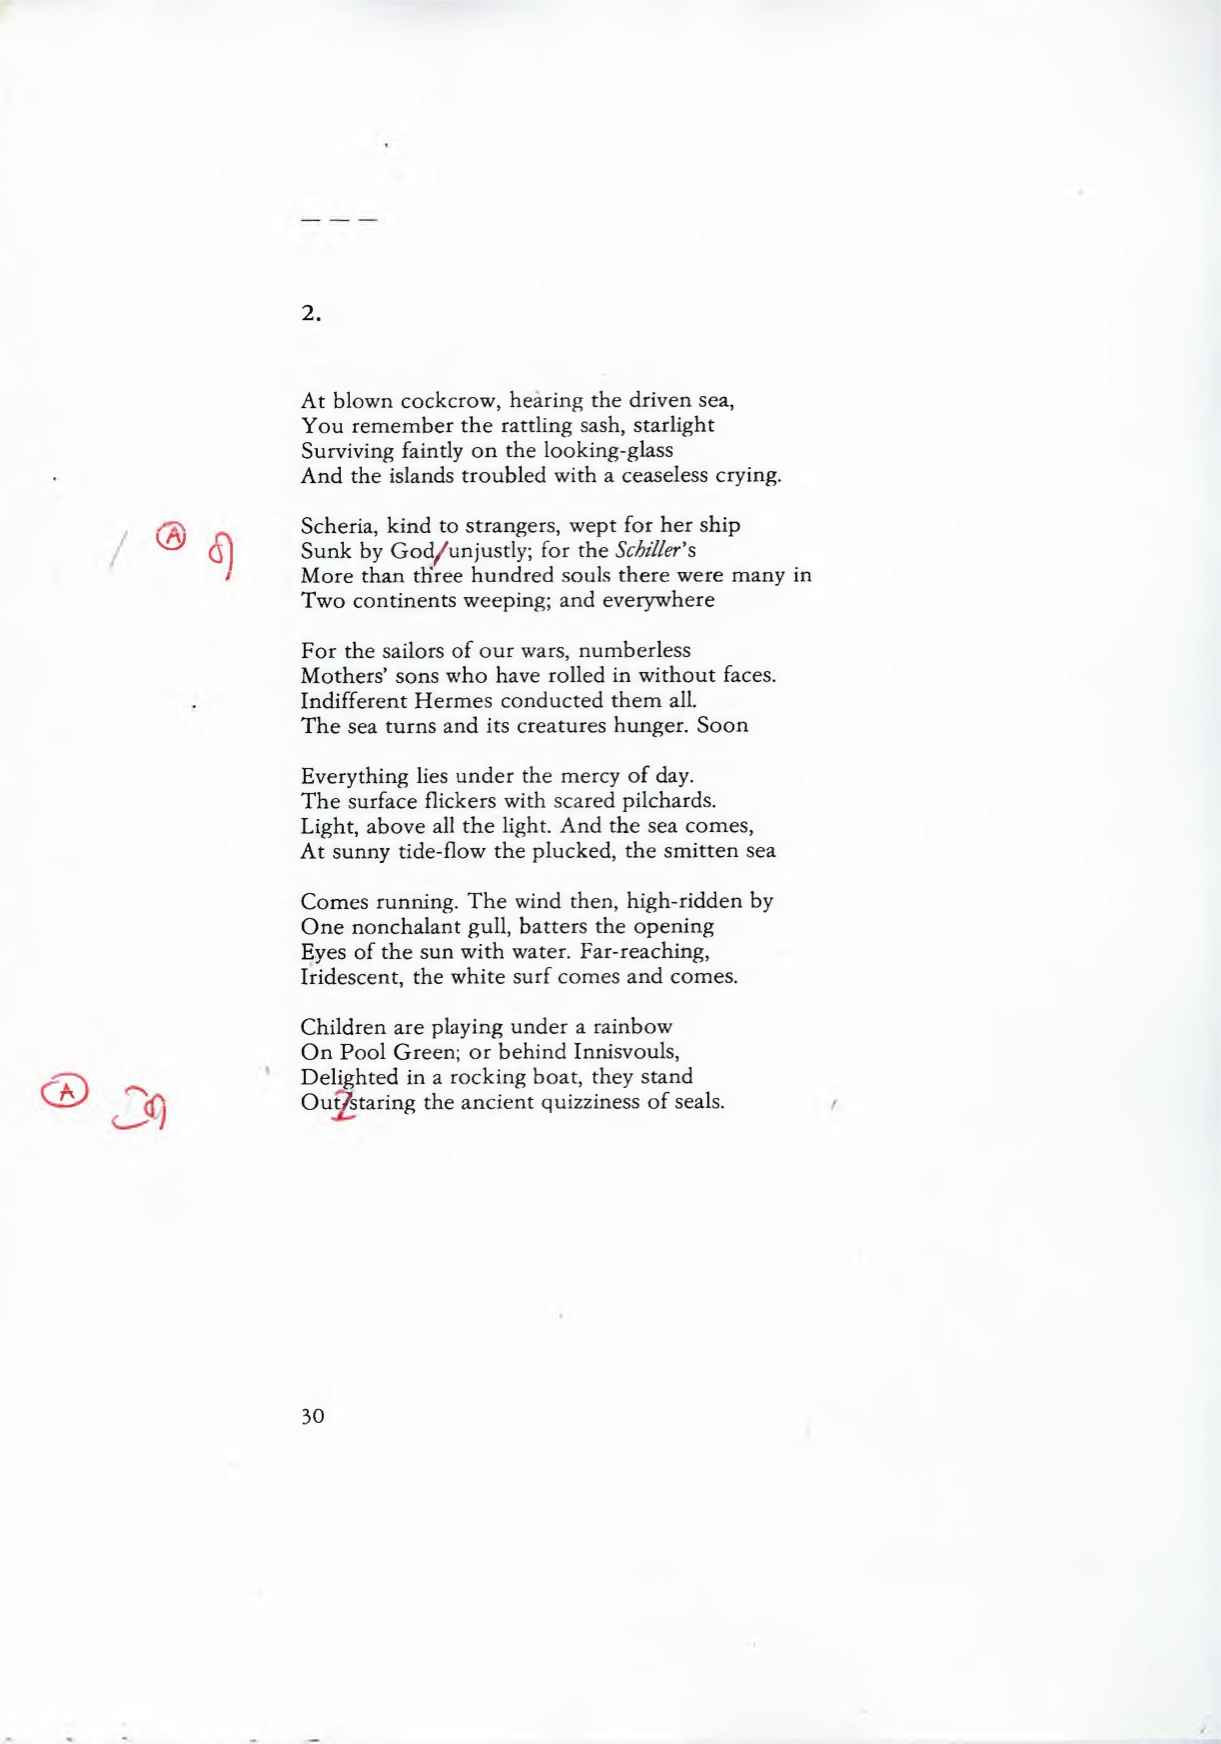 – – –
2.
At blown cockcrow, hearing the driven sea,
You remember the rattling sash, starlight
Surviving faintly on the looking-glass
And the islands troubled with a ceaseless crying.
Scheria, kind to strangers, wept for her ship
Sunk by God, unjustly; for the Schiller's
More than three hundred souls there were many in
Two continents weeping; and everywhere
For the sailors of our wars, numberless
Mothers' sons who have rolled in without faces.
Indifferent Hermes conducted them all.
The sea turns and its creatures hunger. Soon
Everything lies under the mercy of day.
The surface flickers with scared pilchards.
Light, above all the light. And the sea comes,
At sunny tide-flow the plucked, the smitten sea
Comes running. The wind then, high-ridden by
One nonchalant gull, batters the opening
Eyes of the sun with water. Far-reaching,
Iridescent, the white surf comes and comes.
Children are playing under a rainbow
On Pool Green; or behind Innisvouls,
Delighted in a rocking boat, they stand
Out-staring the ancient quizziness of seals.
A
A
30